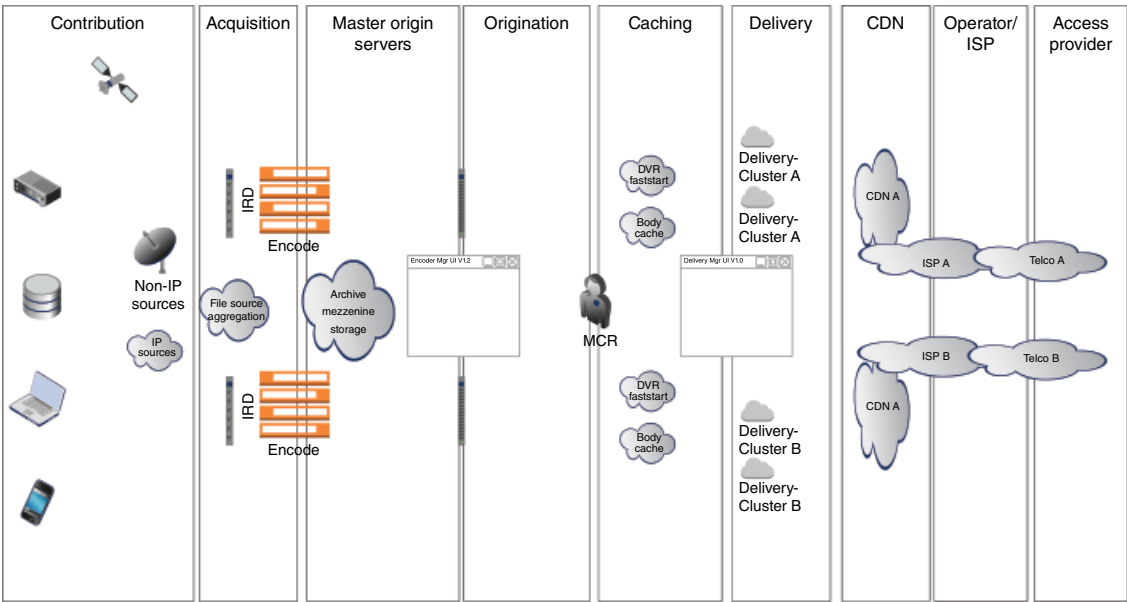 Contribution
Acquisition
Master origin
servers
Origination
Caching
Delivery
CDN
Operator/
ISP
Access
provider
Non-IP
sources
IP
sources
IRD
Encode
File source
aggregation
IRD
Encode
Archive
mezzenine
storage
Encoder Mgr UI V1.2
MCR
DVR
faststart
Body
cache
DVR
faststart
Body
cache
Delivery-
Cluster A
Delivery-
Cluster A
Delivery Mgr UI V1.0
Delivery-
Cluster B
Delivery-
Cluster B
CDN A
ISP A
Telco A
ISP B
Telco B
CDN A